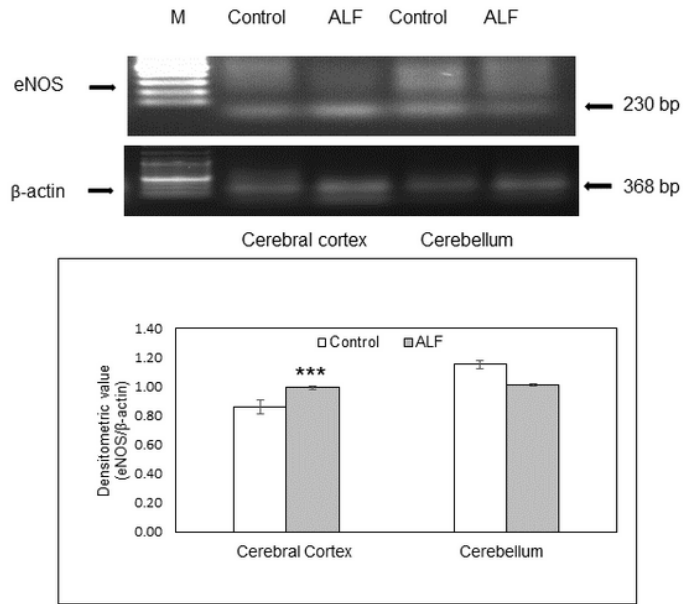 M Control ALF Control ALF
eNOS
230 bp
β-actin
368 bp
Cerebral cortex Cerebellum
Densitometric value
(eNOS/β-actin)
1.40
1.20
1.00
0.80
0.60
0.40
0.20
0.00
Control ALF
***
Cerebral Cortex Cerebellum